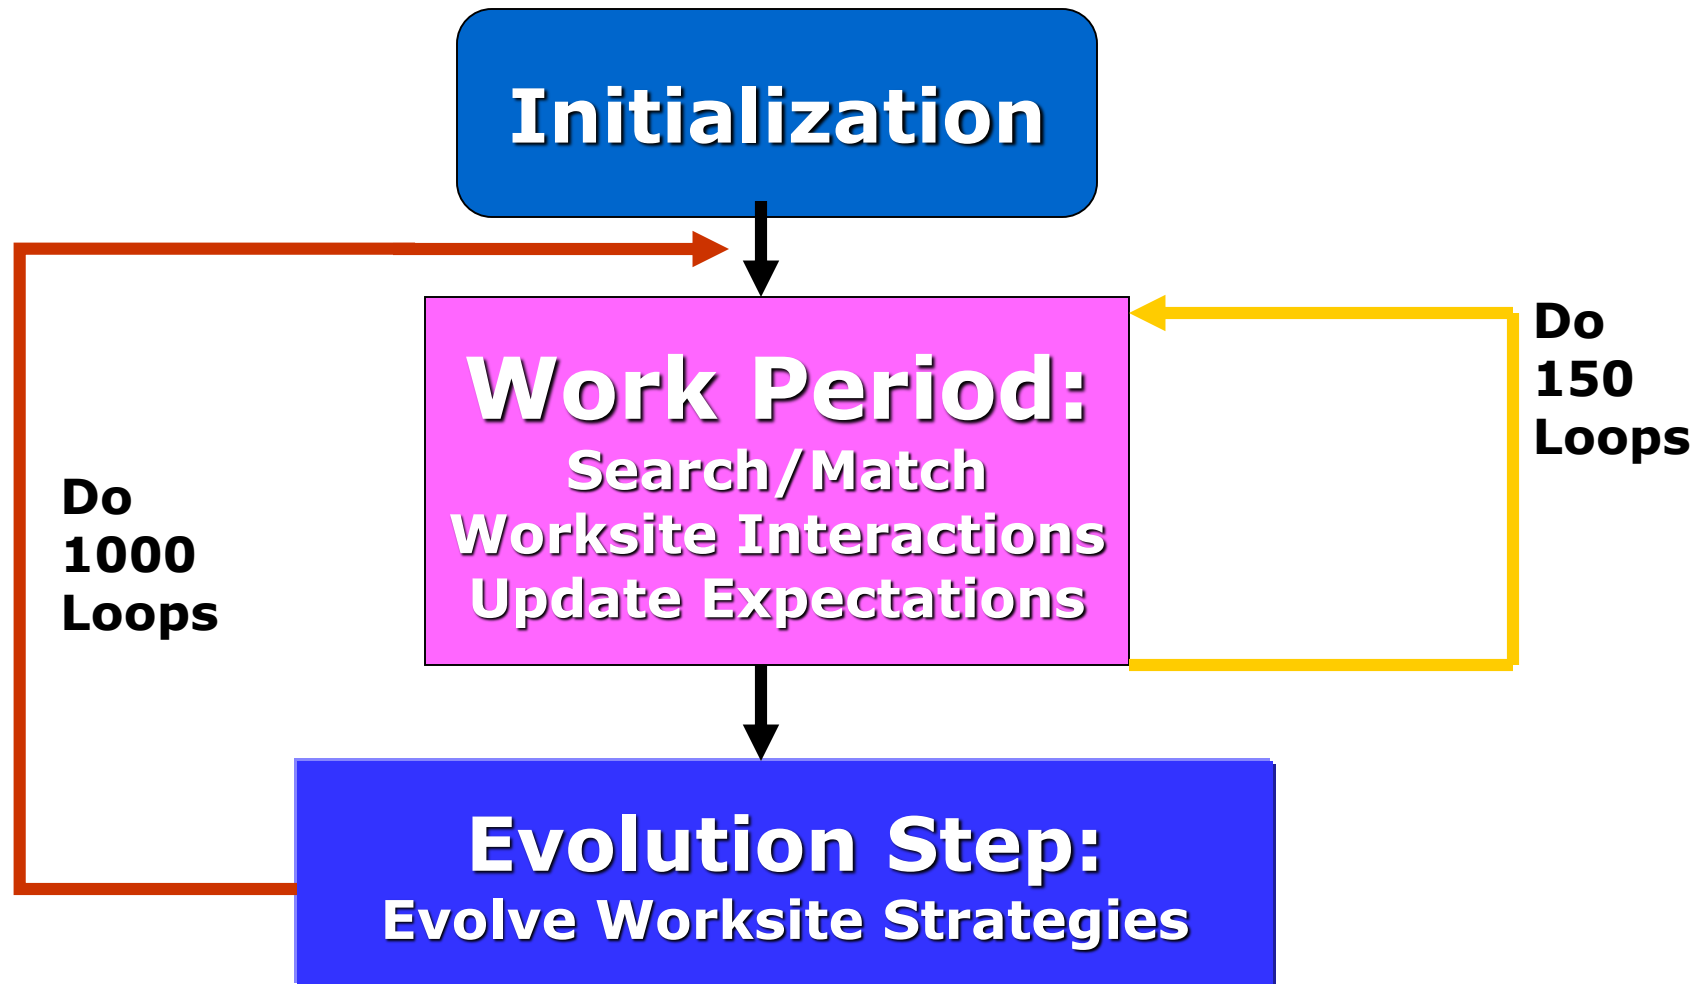 Initialization
Do
150
Loops
Work Period:
Search/Match
Worksite Interactions
Update Expectations
Do
1000
Loops
Evolution Step:
Evolve Worksite Strategies